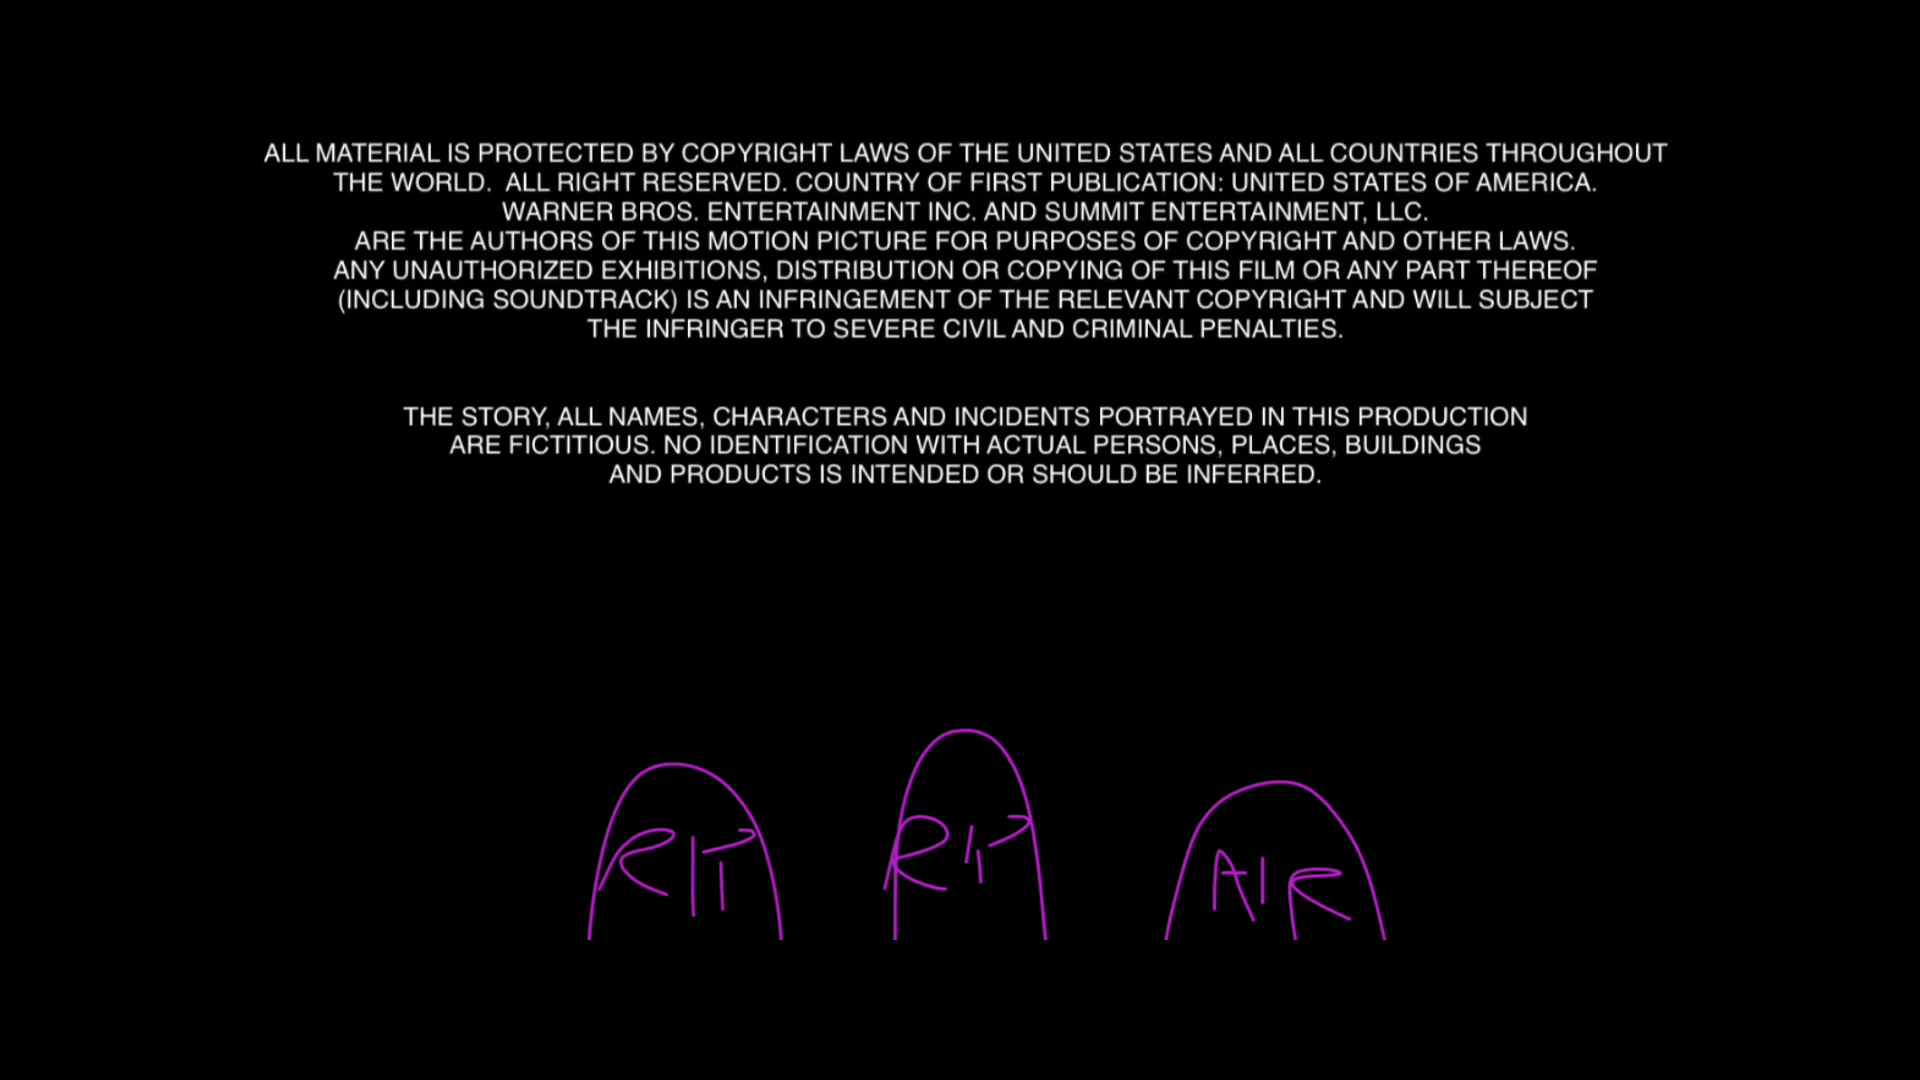 ALL MATERIAL IS PROTECTED BY COPYRIGHT LAWS OF THE UNITED STATES AND ALL COUNTRIES THROUGHOUT
THE WORLD. ALL RIGHT RESERVED. COUNTRY OF FIRST PUBLICATION: UNITED STATES OF AMERICA.
WARNER BROS. ENTERTAINMENT INC. AND SUMMIT ENTERTAINMENT, LLC.
ARE THE AUTHORS OF THIS MOTION PICTURE FOR PURPOSES OF COPYRIGHT AND OTHER LAWS.
ANY UNAUTHORIZED EXHIBITIONS, DISTRIBUTION OR COPYING OF THIS FILM OR ANY PART THEREOF
(INCLUDING SOUNDTRACK) IS AN INFRINGEMENT OF THE RELEVANT COPYRIGHT AND WILL SUBJECT
THE INFRINGER TO SEVERE CIVIL AND CRIMINAL PENALTIES.
THE STORY, ALL NAMES, CHARACTERS AND INCIDENTS PORTRAYED IN THIS PRODUCTION
ARE FICTITIOUS. NO IDENTIFICATION WITH ACTUAL PERSONS, PLACES, BUILDINGS
AND PRODUCTS IS INTENDED OR SHOULD BE INFERRED.
AIR